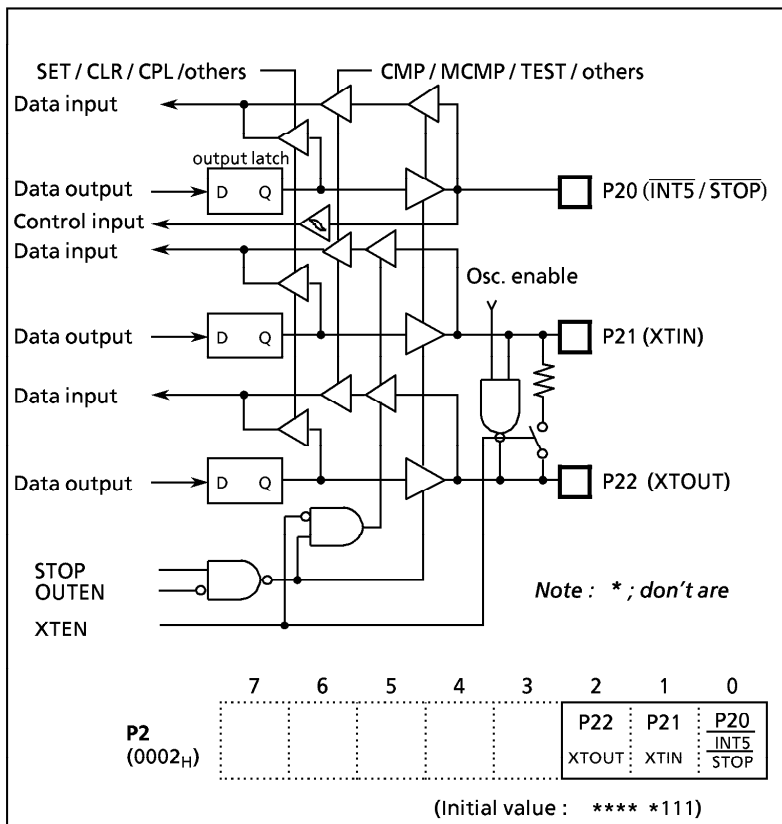 SET / CLR / CPL /others CMP / MCMP / TEST / others
Data input
output latch
Data output D Q P20 (INT5 / STOP)
Control input
Data input
Osc. enable
Data output D Q P21 (XTIN)
Data input
Data output D Q P22 (XTOUT)
STOP
OUTEN
Note : * ; don't are
XTEN
7 6 5 4 3 2 1 0
P2 (0002H)
P22 P21 P20
XTOUT XTIN INT5
STOP
(Initial value : **** *111)